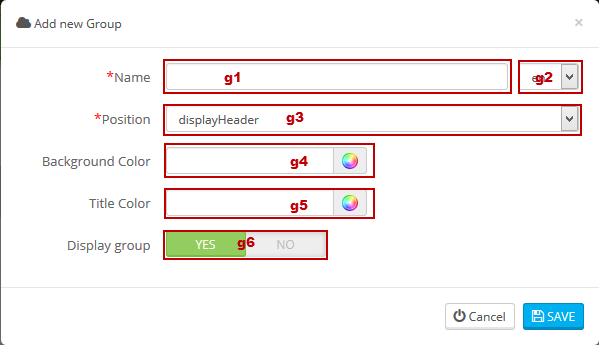 Add new Group ×
*Name g1 g2
*Position displayHeader g3
Background Color g4
Title Color g5
Display group YES g6 NO
Cancel SAVE